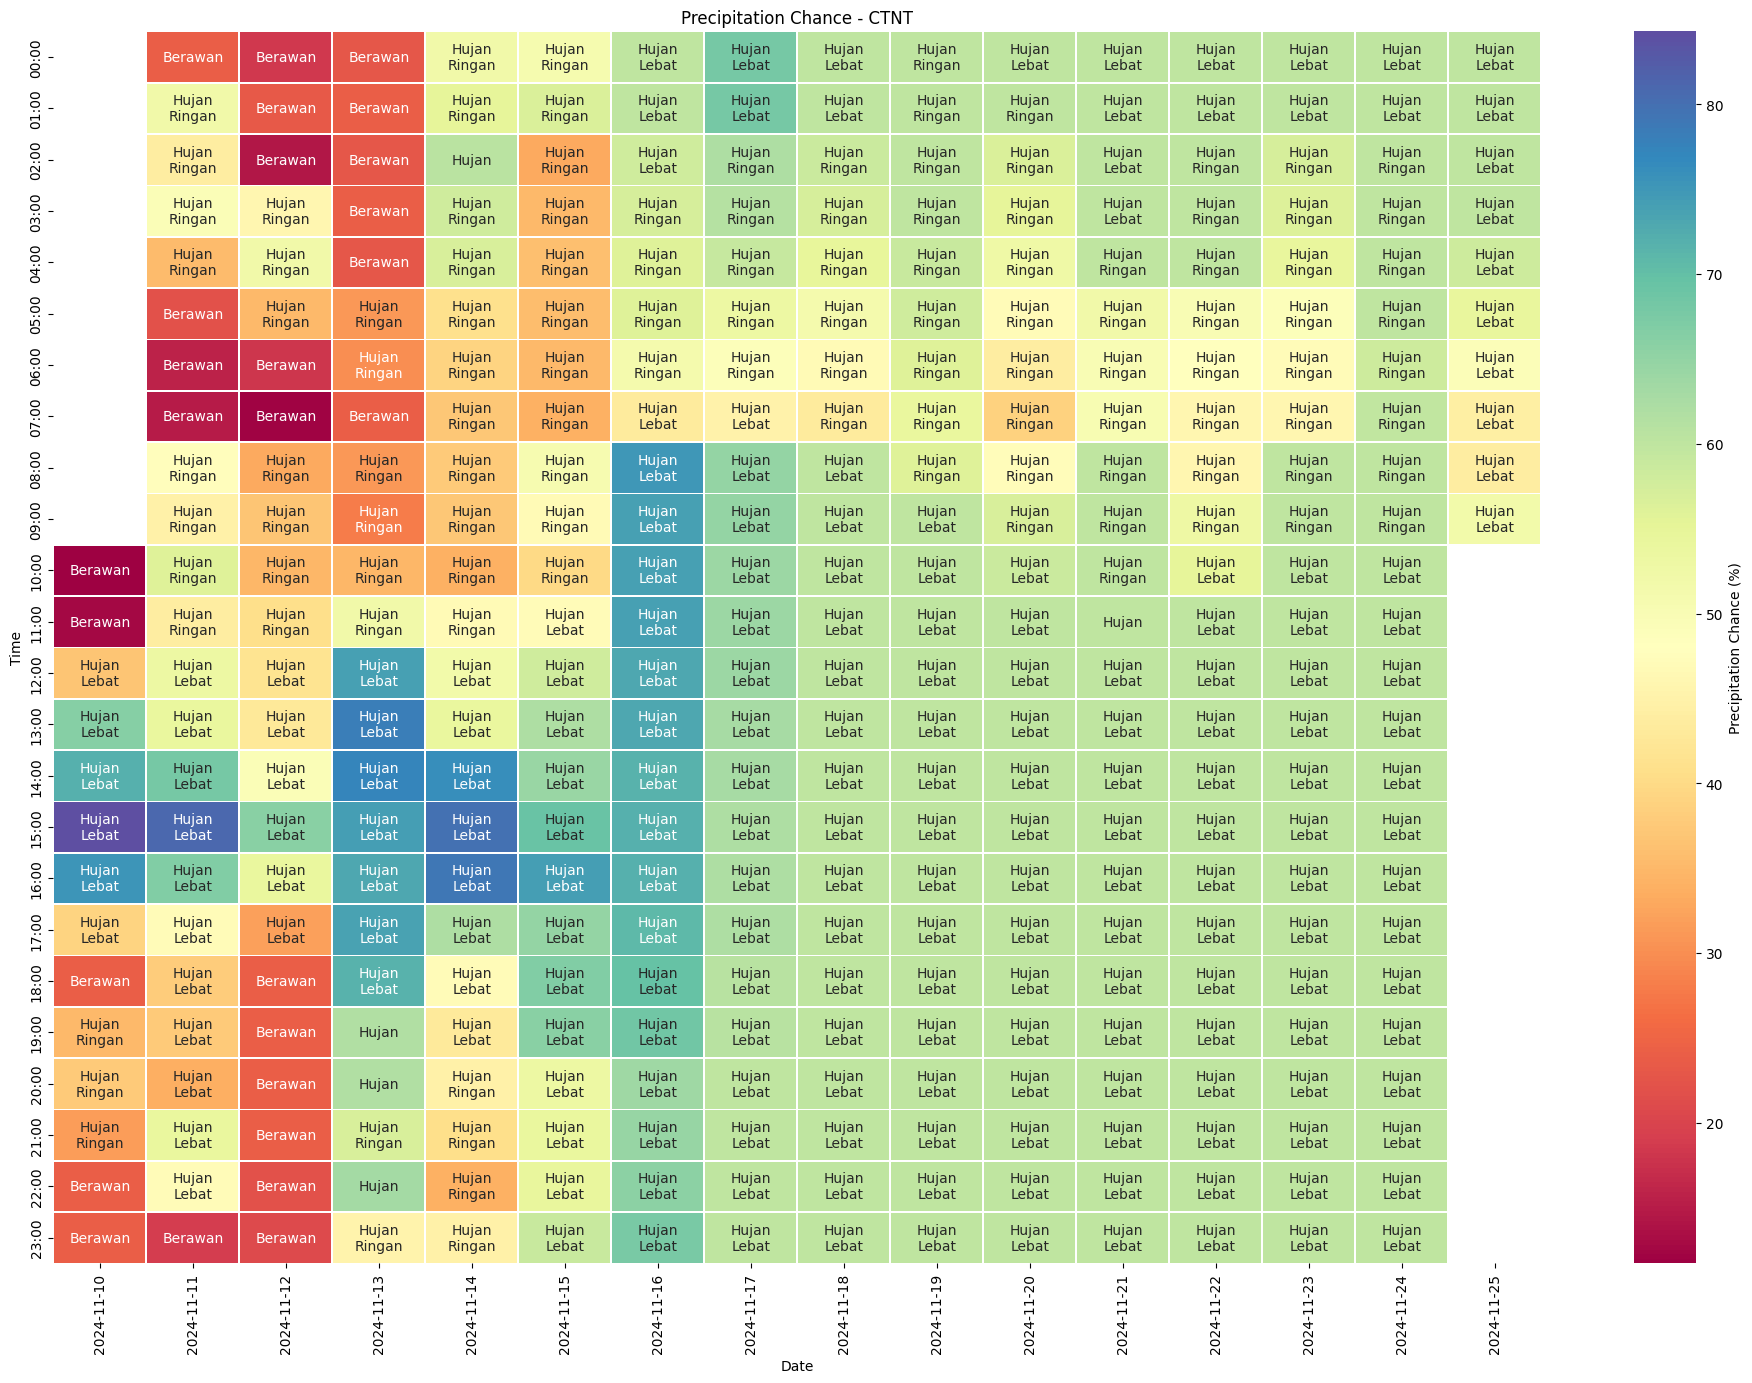 Precipitation Chance - CTNT
00:00 Berawan Berawan Berawan Hujan Ringan Hujan Ringan Hujan Lebat Hujan Lebat Hujan Lebat Hujan Ringan Hujan Lebat Hujan Lebat Hujan Lebat Hujan Lebat Hujan Lebat Hujan Lebat
01:00 Hujan Ringan Berawan Berawan Hujan Ringan Hujan Ringan Hujan Lebat Hujan Lebat Hujan Lebat Hujan Ringan Hujan Ringan Hujan Lebat Hujan Lebat Hujan Lebat Hujan Lebat Hujan Lebat
02:00 Hujan Ringan Berawan Berawan Hujan Hujan Ringan Hujan Lebat Hujan Ringan Hujan Ringan Hujan Ringan Hujan Ringan Hujan Lebat Hujan Ringan Hujan Ringan Hujan Ringan Hujan Lebat
03:00 Hujan Ringan Hujan Ringan Berawan Hujan Ringan Hujan Ringan Hujan Ringan Hujan Ringan Hujan Ringan Hujan Ringan Hujan Ringan Hujan Lebat Hujan Ringan Hujan Ringan Hujan Ringan Hujan Lebat
04:00 Hujan Ringan Hujan Ringan Berawan Hujan Ringan Hujan Ringan Hujan Ringan Hujan Ringan Hujan Ringan Hujan Ringan Hujan Ringan Hujan Ringan Hujan Ringan Hujan Ringan Hujan Ringan Hujan Lebat
05:00 Berawan Hujan Ringan Hujan Ringan Hujan Ringan Hujan Ringan Hujan Ringan Hujan Ringan Hujan Ringan Hujan Ringan Hujan Ringan Hujan Ringan Hujan Ringan Hujan Ringan Hujan Ringan Hujan Lebat
06:00 Berawan Berawan Hujan Ringan Hujan Ringan Hujan Ringan Hujan Ringan Hujan Ringan Hujan Ringan Hujan Ringan Hujan Ringan Hujan Ringan Hujan Ringan Hujan Ringan Hujan Ringan Hujan Lebat
07:00 Berawan Berawan Berawan Hujan Ringan Hujan Ringan Hujan Lebat Hujan Lebat Hujan Ringan Hujan Ringan Hujan Ringan Hujan Ringan Hujan Ringan Hujan Ringan Hujan Ringan Hujan Lebat
08:00 Hujan Ringan Hujan Ringan Hujan Ringan Hujan Ringan Hujan Ringan Hujan Lebat Hujan Lebat Hujan Lebat Hujan Ringan Hujan Ringan Hujan Ringan Hujan Ringan Hujan Ringan Hujan Ringan Hujan Lebat
09:00 Hujan Ringan Hujan Ringan Hujan Ringan Hujan Ringan Hujan Ringan Hujan Lebat Hujan Lebat Hujan Lebat Hujan Lebat Hujan Ringan Hujan Ringan Hujan Ringan Hujan Ringan Hujan Ringan Hujan Lebat
10:00 Berawan Hujan Ringan Hujan Ringan Hujan Ringan Hujan Ringan Hujan Ringan Hujan Lebat Hujan Lebat Hujan Lebat Hujan Lebat Hujan Lebat Hujan Ringan Hujan Lebat Hujan Lebat Hujan Lebat
11:00 Berawan Hujan Ringan Hujan Ringan Hujan Ringan Hujan Ringan Hujan Lebat Hujan Lebat Hujan Lebat Hujan Lebat Hujan Lebat Hujan Lebat Hujan Hujan Lebat Hujan Lebat Hujan Lebat
12:00 Hujan Lebat Hujan Lebat Hujan Lebat Hujan Lebat Hujan Lebat Hujan Lebat Hujan Lebat Hujan Lebat Hujan Lebat Hujan Lebat Hujan Lebat Hujan Lebat Hujan Lebat Hujan Lebat Hujan Lebat
13:00 Hujan Lebat Hujan Lebat Hujan Lebat Hujan Lebat Hujan Lebat Hujan Lebat Hujan Lebat Hujan Lebat Hujan Lebat Hujan Lebat Hujan Lebat Hujan Lebat Hujan Lebat Hujan Lebat Hujan Lebat
14:00 Hujan Lebat Hujan Lebat Hujan Lebat Hujan Lebat Hujan Lebat Hujan Lebat Hujan Lebat Hujan Lebat Hujan Lebat Hujan Lebat Hujan Lebat Hujan Lebat Hujan Lebat Hujan Lebat Hujan Lebat
15:00 Hujan Lebat Hujan Lebat Hujan Lebat Hujan Lebat Hujan Lebat Hujan Lebat Hujan Lebat Hujan Lebat Hujan Lebat Hujan Lebat Hujan Lebat Hujan Lebat Hujan Lebat Hujan Lebat Hujan Lebat
16:00 Hujan Lebat Hujan Lebat Hujan Lebat Hujan Lebat Hujan Lebat Hujan Lebat Hujan Lebat Hujan Lebat Hujan Lebat Hujan Lebat Hujan Lebat Hujan Lebat Hujan Lebat Hujan Lebat Hujan Lebat
17:00 Hujan Lebat Hujan Lebat Hujan Lebat Hujan Lebat Hujan Lebat Hujan Lebat Hujan Lebat Hujan Lebat Hujan Lebat Hujan Lebat Hujan Lebat Hujan Lebat Hujan Lebat Hujan Lebat Hujan Lebat
18:00 Berawan Hujan Lebat Berawan Hujan Lebat Hujan Lebat Hujan Lebat Hujan Lebat Hujan Lebat Hujan Lebat Hujan Lebat Hujan Lebat Hujan Lebat Hujan Lebat Hujan Lebat Hujan Lebat
19:00 Hujan Ringan Hujan Lebat Berawan Hujan Hujan Lebat Hujan Lebat Hujan Lebat Hujan Lebat Hujan Lebat Hujan Lebat Hujan Lebat Hujan Lebat Hujan Lebat Hujan Lebat Hujan Lebat
20:00 Hujan Ringan Hujan Lebat Berawan Hujan Hujan Ringan Hujan Lebat Hujan Lebat Hujan Lebat Hujan Lebat Hujan Lebat Hujan Lebat Hujan Lebat Hujan Lebat Hujan Lebat Hujan Lebat
21:00 Hujan Ringan Hujan Lebat Berawan Hujan Ringan Hujan Ringan Hujan Lebat Hujan Lebat Hujan Lebat Hujan Lebat Hujan Lebat Hujan Lebat Hujan Lebat Hujan Lebat Hujan Lebat Hujan Lebat
22:00 Berawan Hujan Lebat Berawan Hujan Hujan Ringan Hujan Lebat Hujan Lebat Hujan Lebat Hujan Lebat Hujan Lebat Hujan Lebat Hujan Lebat Hujan Lebat Hujan Lebat Hujan Lebat
23:00 Berawan Berawan Berawan Hujan Ringan Hujan Ringan Hujan Lebat Hujan Lebat Hujan Lebat Hujan Lebat Hujan Lebat Hujan Lebat Hujan Lebat Hujan Lebat Hujan Lebat Hujan Lebat
Time
2024-11-10 2024-11-11 2024-11-12 2024-11-13 2024-11-14 2024-11-15 2024-11-16 2024-11-17 2024-11-18 2024-11-19 2024-11-20 2024-11-21 2024-11-22 2024-11-23 2024-11-24 2024-11-25
Date
80
70
60
50
40
30
20
Precipitation Chance (%)